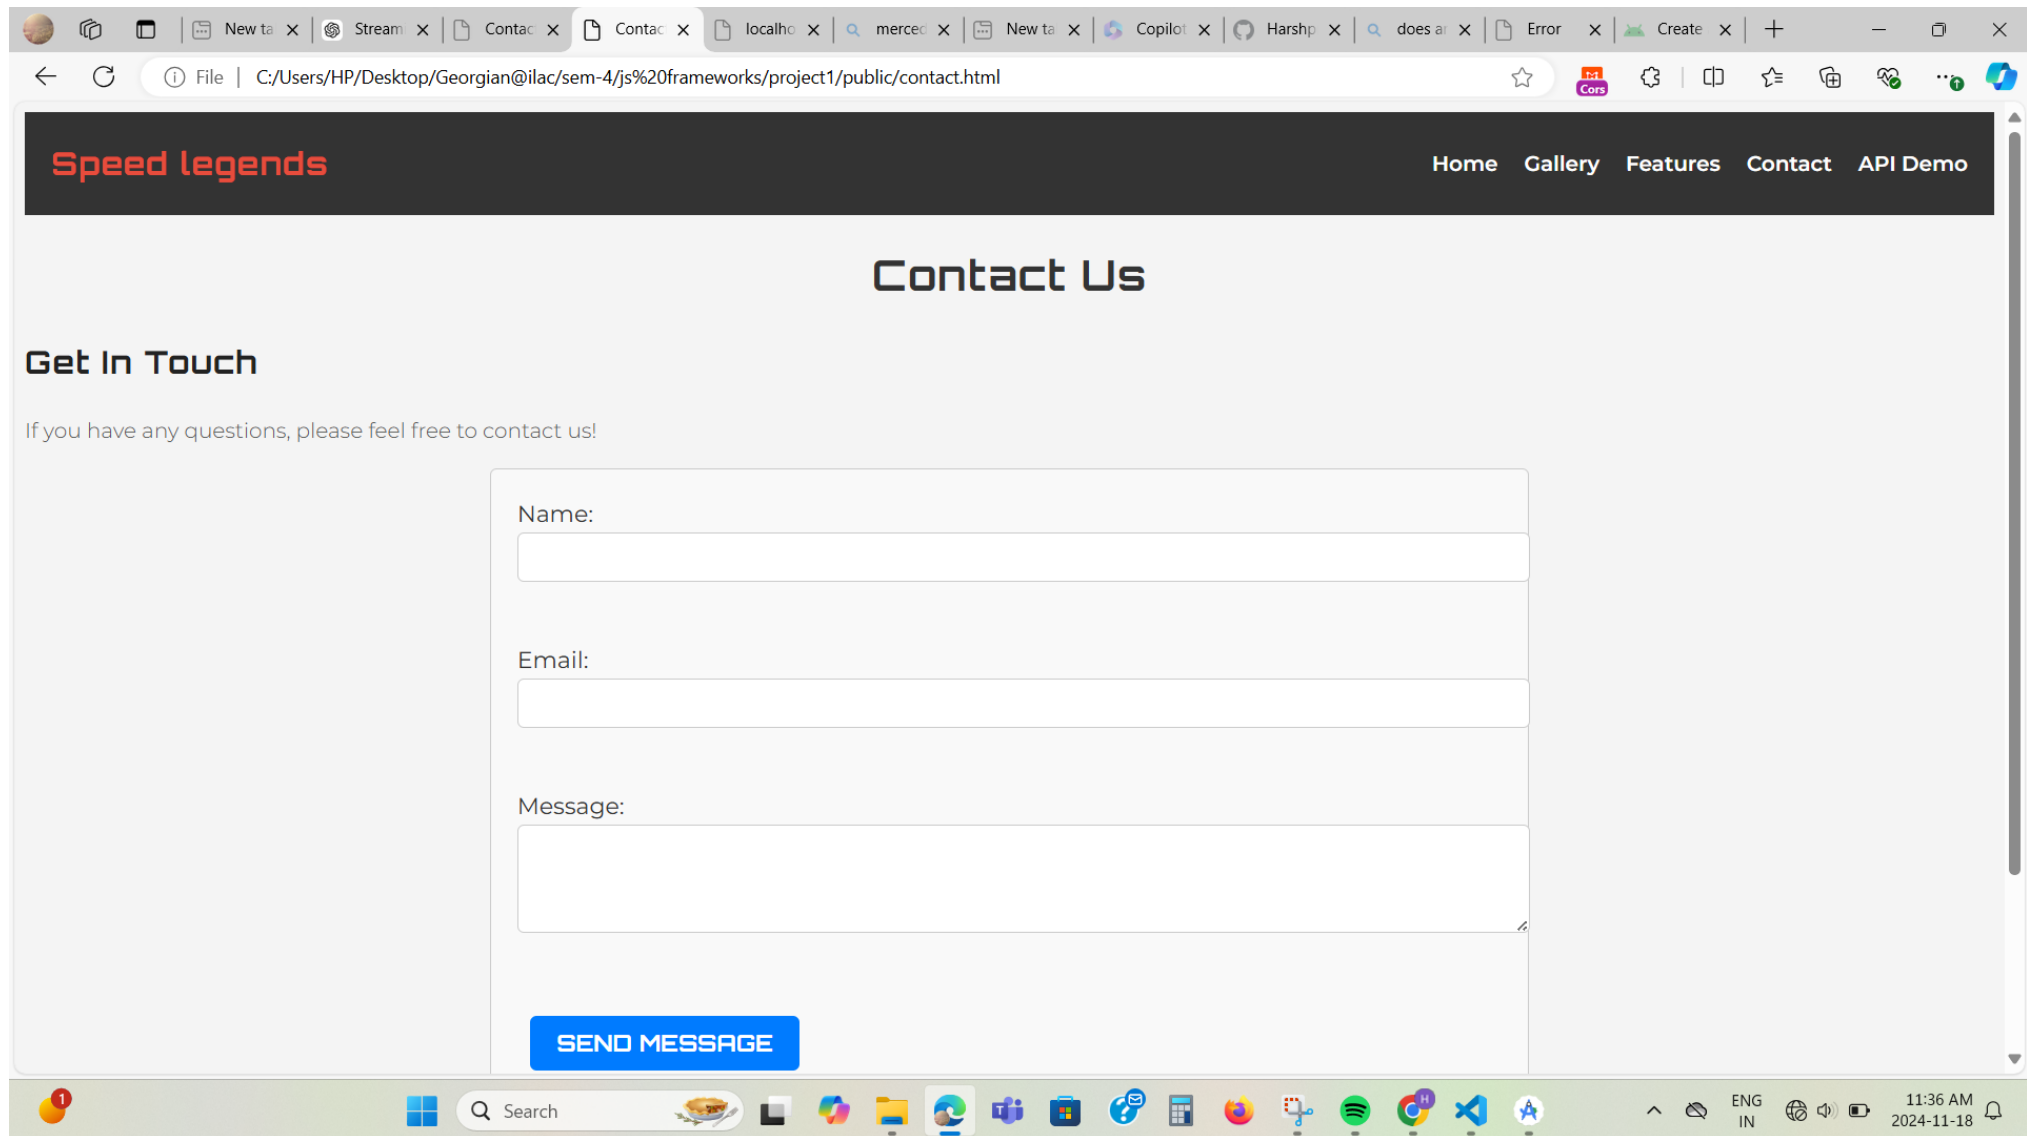 New ta
Stream
Contac
Contac
localho
merced
New ta
Copilot
Harshp
does ar
Error
Create
File
C:/Users/HP/Desktop/Georgian@ilac/sem-4/js%20frameworks/project1/public/contact.html
Cors
Speed legends
Home Gallery Features Contact API Demo
Contact Us
Get In Touch
If you have any questions, please feel free to contact us!
Name:
Email:
Message:
SEND MESSAGE
1
Search
H
ENG
IN
11:36 AM
2024-11-18